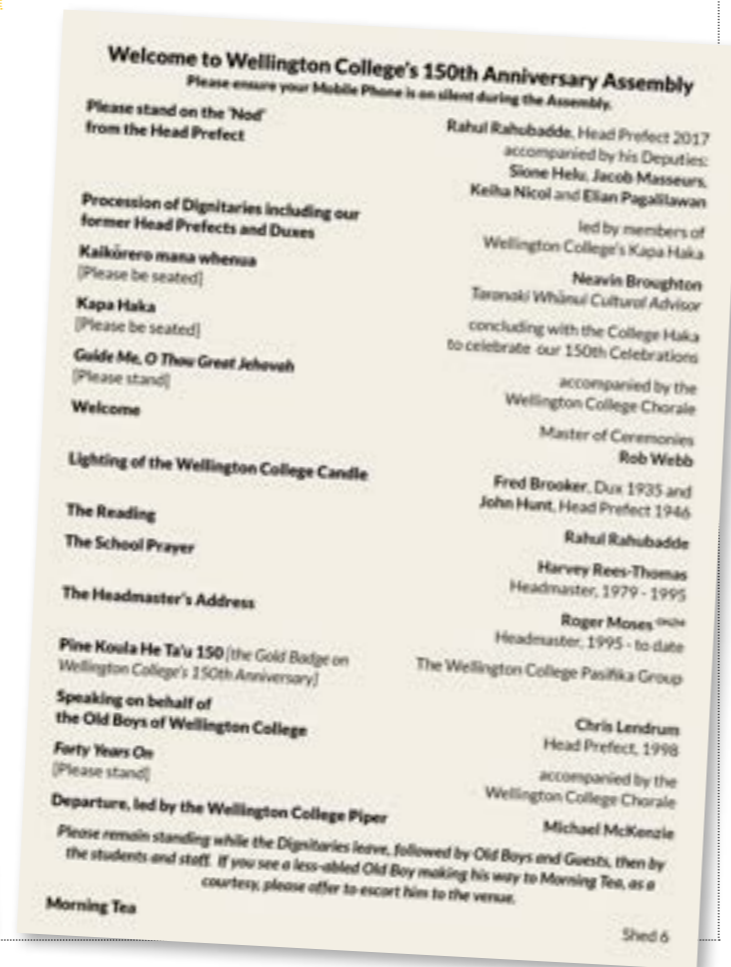 Welcome to Wellington College's 150th Anniversary Assembly
Please ensure your Mobile Phone is on silent during the Assembly.
Please stand on the 'Nod'
from the Head Prefect
Rahul Rahubadde, Head Prefect 2017
accompanied by his Deputies:
Sione Helu, Jacob Masseurs,
Keiha Nicol and Elian Pagalilawan
Procession of Dignitaries including our
former Head Prefects and Duxes
led by members of
Wellington College's Kapa Haka
Kaikōrero mana whenua
[Please be seated]
Neavin Broughton
Taranaki Whānui Cultural Advisor
Kapa Haka
[Please be seated]
concluding with the College Haka
to celebrate our 150th Celebrations
Guide Me, O Thou Great Jehovah
[Please stand]
accompanied by the
Wellington College Chorale
Welcome
Master of Ceremonies
Rob Webb
Lighting of the Wellington College Candle
Fred Brooker, Dux 1935 and
John Hunt, Head Prefect 1946
The Reading
Rahul Rahubadde
The School Prayer
Harvey Rees-Thomas
Headmaster, 1979 - 1995
The Headmaster's Address
Roger Moses
Headmaster, 1995 - to date
Pine Koula He Ta'u 150 [the Gold Badge on
Wellington College's 150th Anniversary]
The Wellington College Pasifika Group
Speaking on behalf of
the Old Boys of Wellington College
Chris Lendrum
Head Prefect, 1998
Forty Years On
[Please stand]
accompanied by the
Wellington College Chorale
Departure, led by the Wellington College Piper
Michael McKenzie
Please remain standing while the Dignitaries leave, followed by Old Boys and Guests, then by
the students and staff. If you see a less-abled Old Boy making his way to Morning Tea, as a
courtesy, please offer to escort him to the venue.
Morning Tea
Shed 6